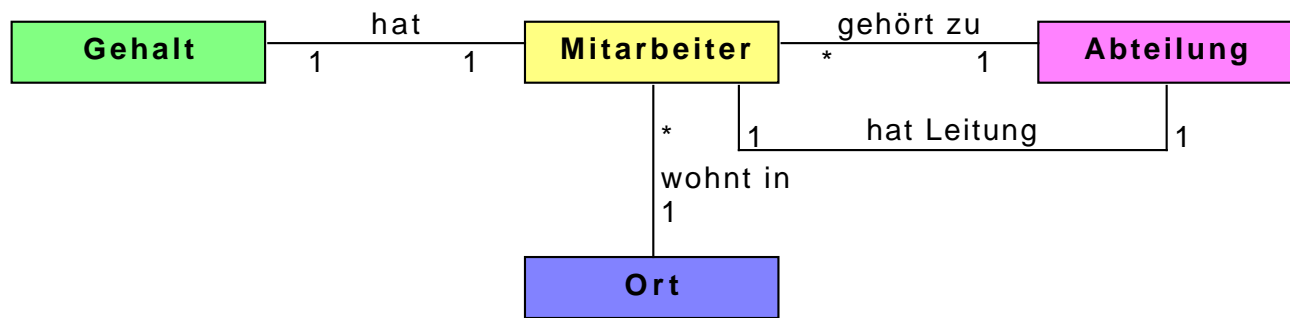 hat
gehört zu
Gehalt
Mitarbeiter
Abteilung
1 1
* 1
* 1 hat Leitung 1
wohnt in
1
Ort